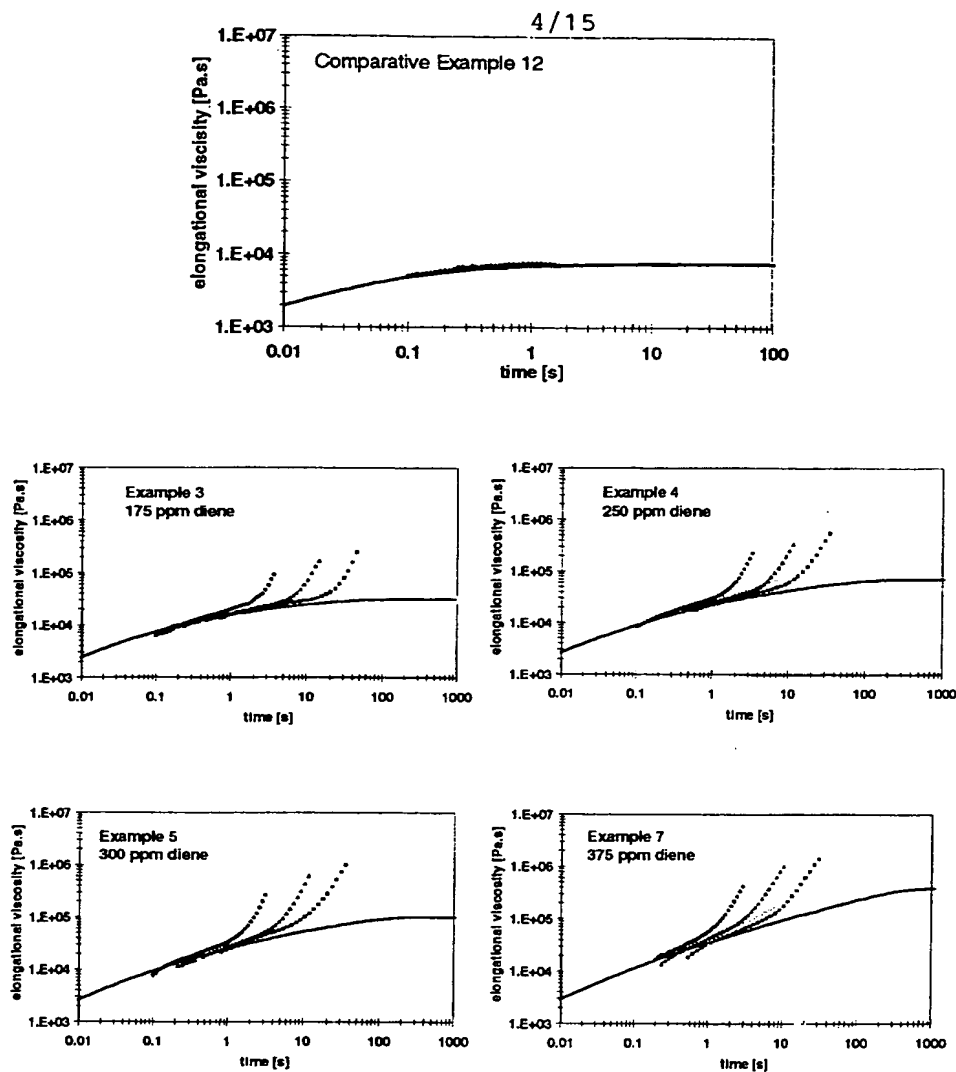 4/15
1.E+07
1.E+06
1.E+05
1.E+04
1.E+03
elongational viscisity [Pa.s]
Comparative Example 12
0.01 0.1 1 10 100
time [s]
1.E+07
1.E+06
1.E+05
1.E+04
1.E+03
elongational viscosity [Pa.s]
Example 3
175 ppm diene
0.01 0.1 1 10 100 1000
time [s]
1.E+07
1.E+06
1.E+05
1.E+04
1.E+03
elongational viscosity [Pa.s]
Example 4
250 ppm diene
0.01 0.1 1 10 100 1000
time [s]
1.E+07
1.E+06
1.E+05
1.E+04
1.E+03
elongational viscosity [Pa.s]
Example 5
300 ppm diene
0.01 0.1 1 10 100 1000
time [s]
1.E+07
1.E+06
1.E+05
1.E+04
1.E+03
elongational viscosity [Pa.s]
Example 7
375 ppm diene
0.01 0.1 1 10 100 1000
time [s]